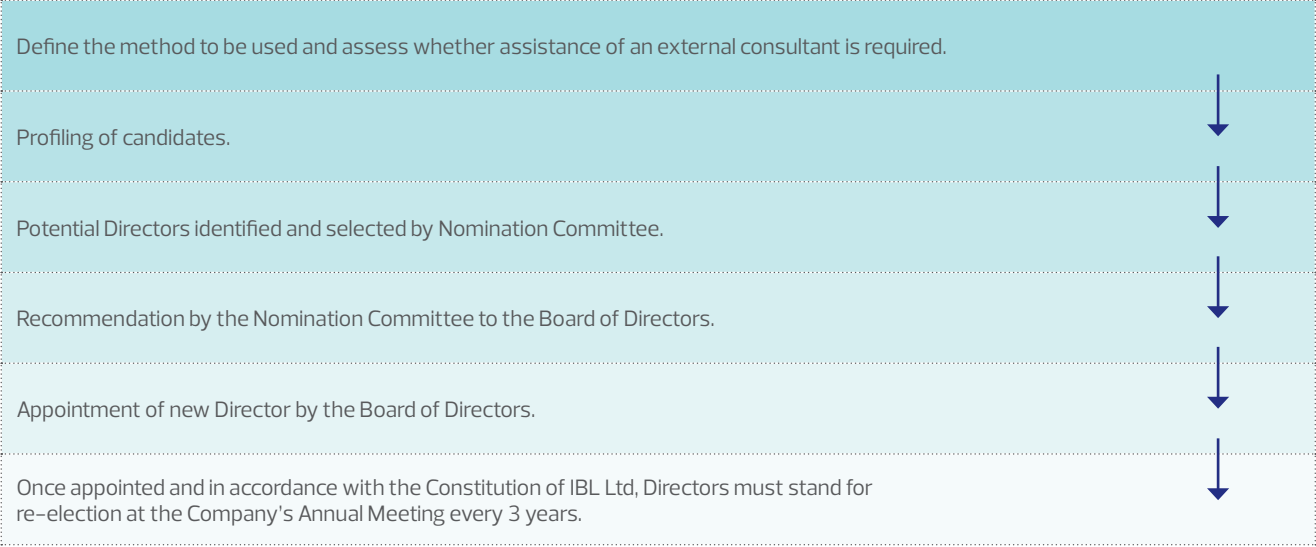 Define the method to be used and assess whether assistance of an external consultant is required.
Profiling of candidates.
Potential Directors identified and selected by Nomination Committee.
Recommendation by the Nomination Committee to the Board of Directors.
Appointment of new Director by the Board of Directors.
Once appointed and in accordance with the Constitution of IBL Ltd, Directors must stand for
re-election at the Company's Annual Meeting every 3 years.